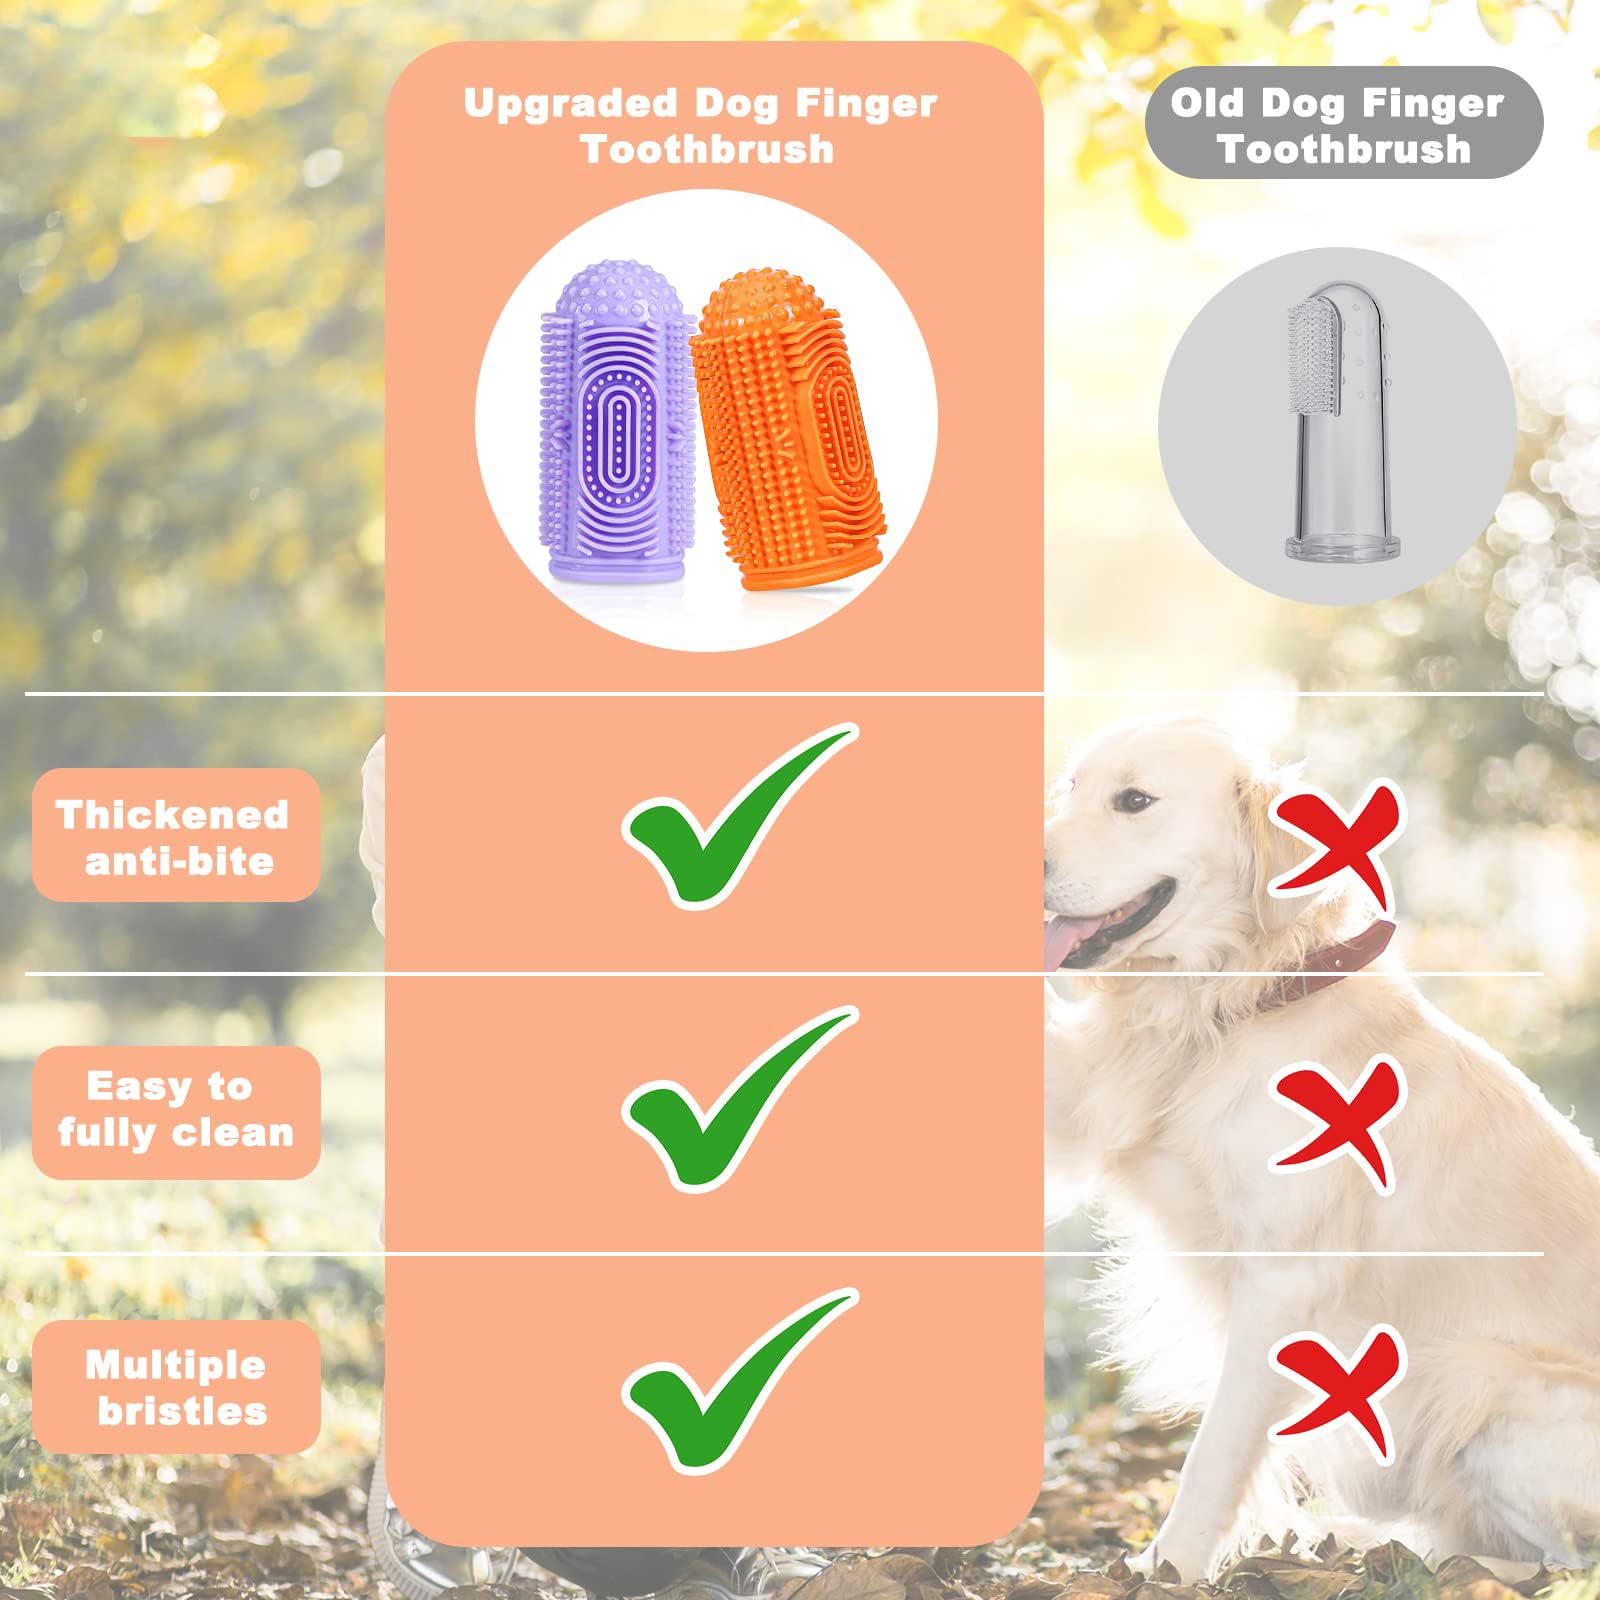 Upgraded Dog Finger
Toothbrush
Old Dog Finger
Toothbrush
Thickened
anti-bite
Easy to
fully clean
Multiple
bristles